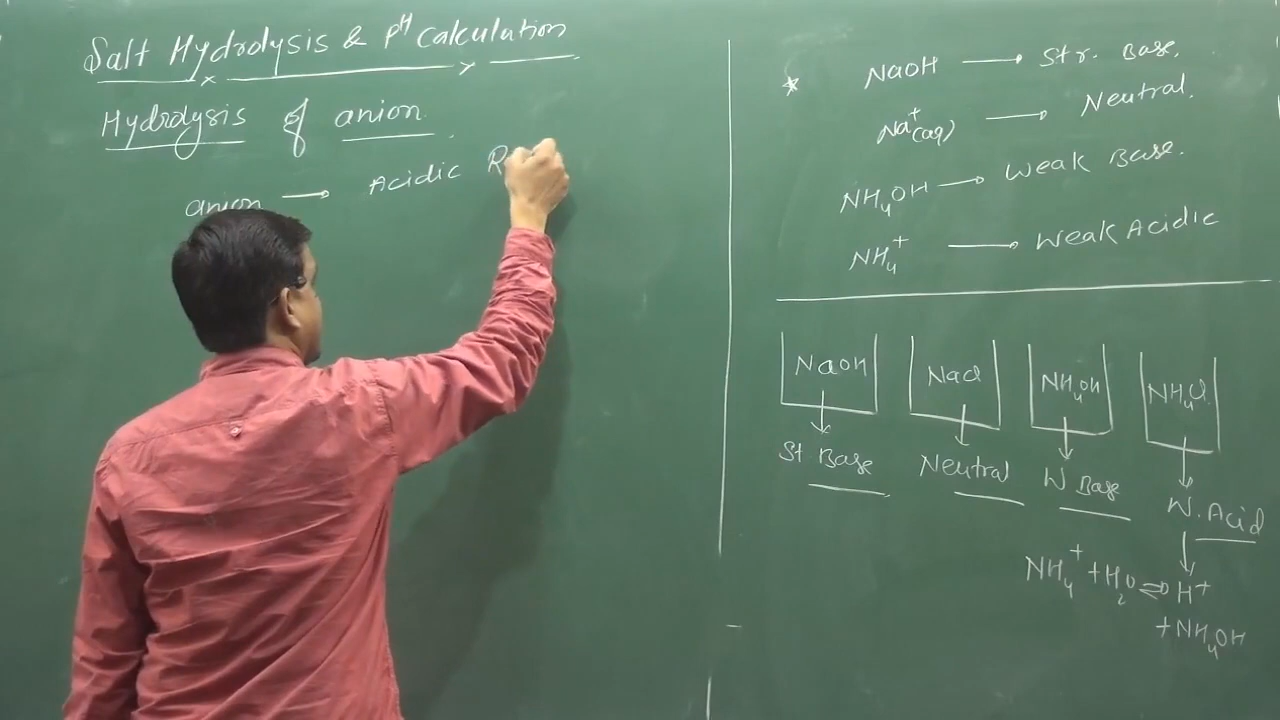 Salt Hydrolysis & pH Calculation
Hydrolysis of anion
anion → Acidic R
* NaOH → Str. Base.
Na⁺(aq) → Neutral.
NH₄OH → Weak Base.
NH₄⁺ → Weak Acidic
NaOH NaCl NH₄OH NH₄Cl
St Base Neutral W Base W. Acid
NH₄⁺ + H₂O ⇌ H⁺
+ NH₄OH